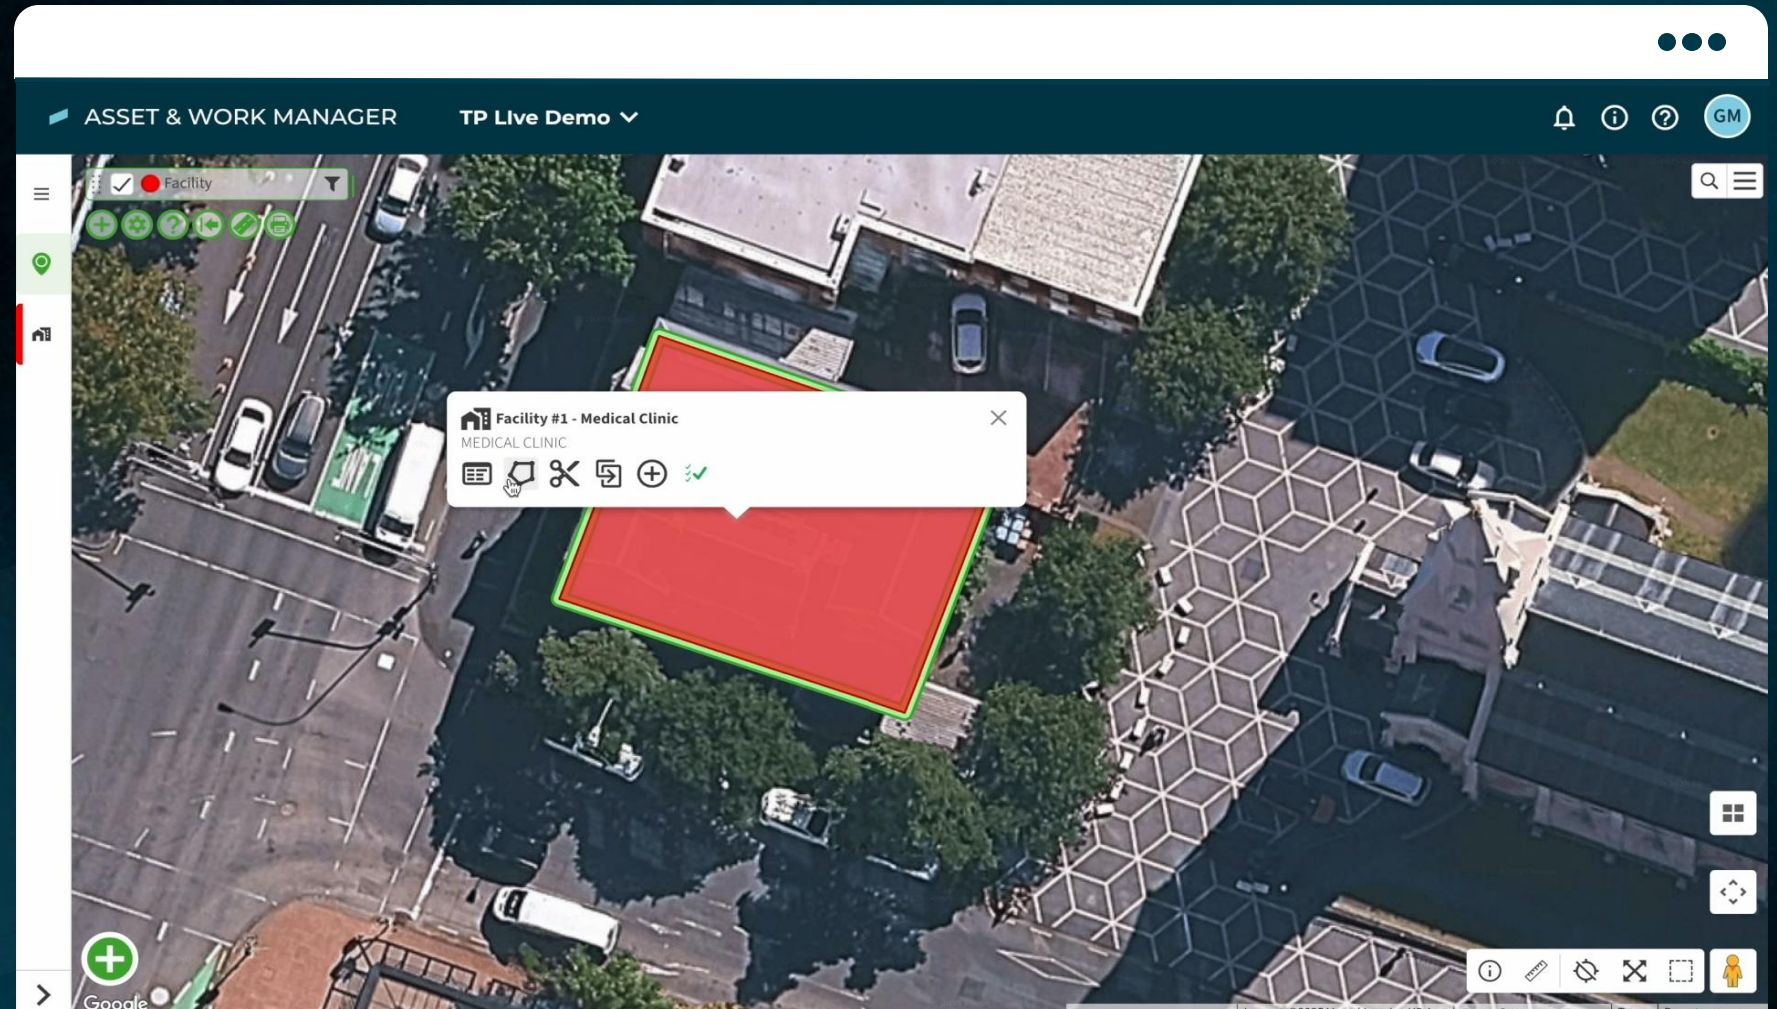 ASSET & WORK MANAGER
TP LIve Demo
GM
Facility
Facility #1 - Medical Clinic
MEDICAL CLINIC
Google